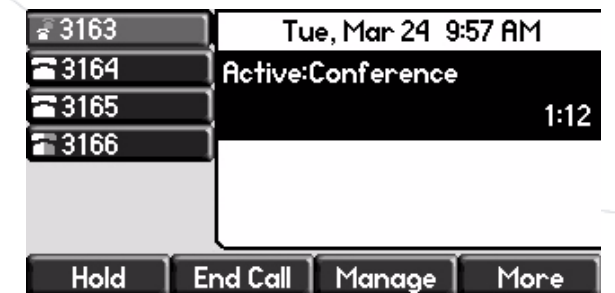 3163
Tue, Mar 24 9:57 AM
3164
Active:Conference
3165
1:12
3166
Hold
End Call
Manage
More